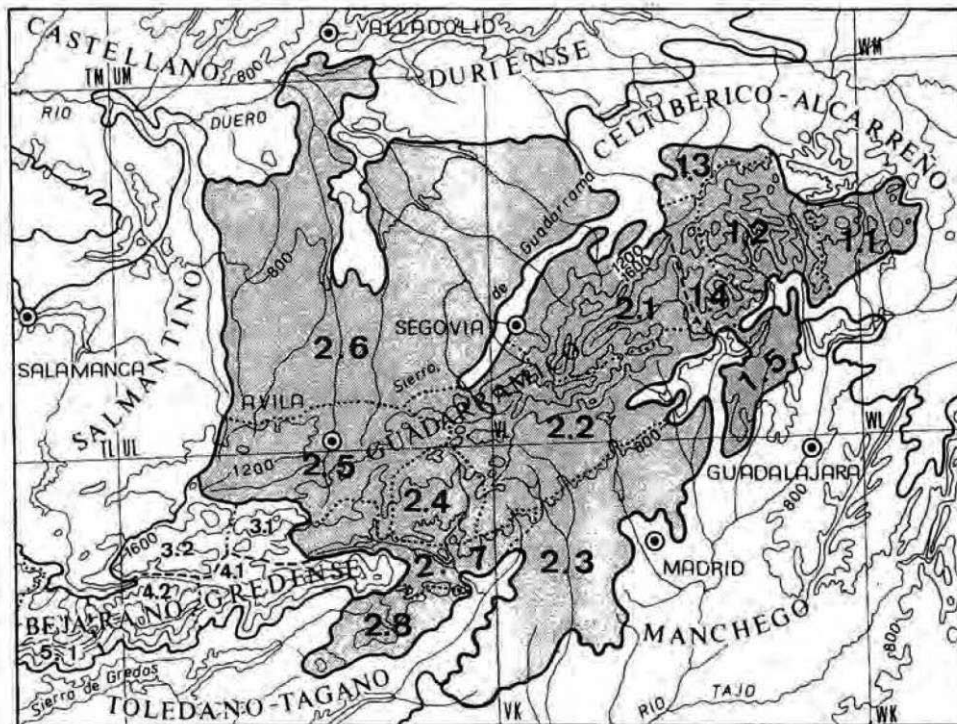 VALLADOLID
CASTELLANO
DURIENSE
WM
TM UM
800
RIO
DUERO
CELTIBERICO-ALCARREÑO
1.3
Sierra de Guadarrama
1.2
1.1
800
1200
1600
1.4
2.1
SEGOVIA
2.6
SALAMANCA
SALMANTINO
1.5
AVILA
GUADARRAMICO
VL
2.2
WL
TL UL
1200
2.5
800
GUADALAJARA
2.4
800
3.1
1600
3.2
2.7
2.3
MADRID
4.1
4.2
BEJARANO-GREDENSE
2.8
MANCHEGO
800
5.1
Sierra de Gredos
TOLEDANO-TAGANO
RIO TAJO
VK
WK